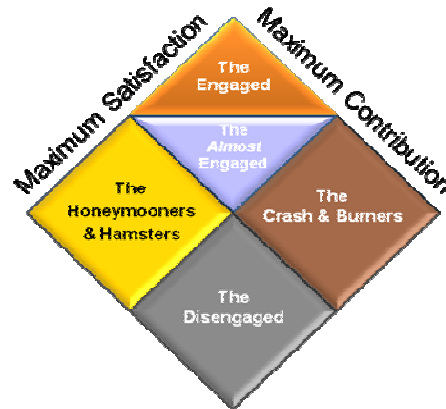 Maximum Satisfaction
Maximum Contribution
The
Engaged
The
Almost
Engaged
The
Honeymooners
& Hamsters
The
Crash & Burners
The
Disengaged